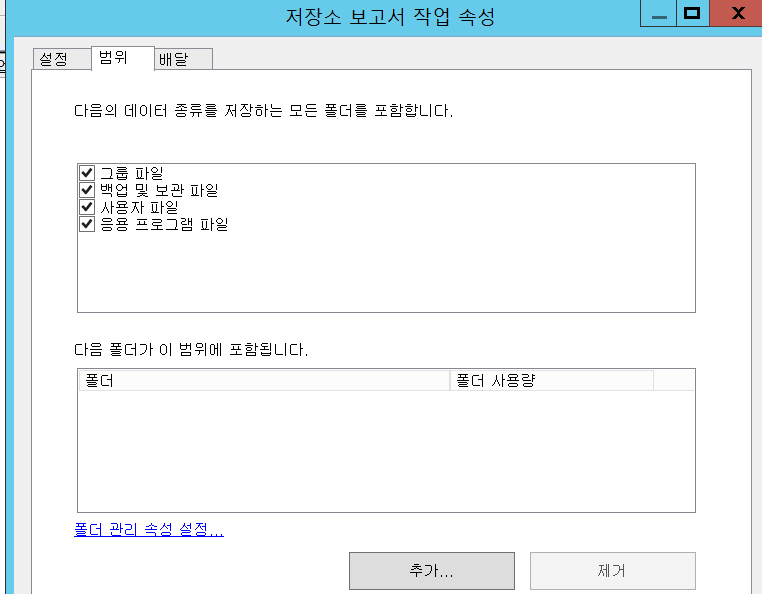 저장소 보고서 작업 속성
설정 범위 배달
다음의 데이터 종류를 저장하는 모든 폴더를 포함합니다.
그룹 파일
백업 및 보관 파일
사용자 파일
응용 프로그램 파일
다음 폴더가 이 범위에 포함됩니다.
폴더 폴더 사용량
폴더 관리 속성 설정...
추가... 제거